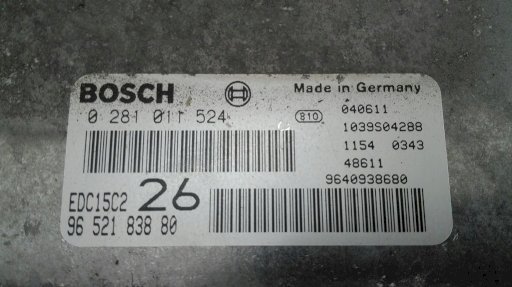 BOSCH Made in Germany
0 281 011 524 B10 040611
1039S04288
1154 0343
48611
9640938680
EDC15C2 26
96 521 838 80